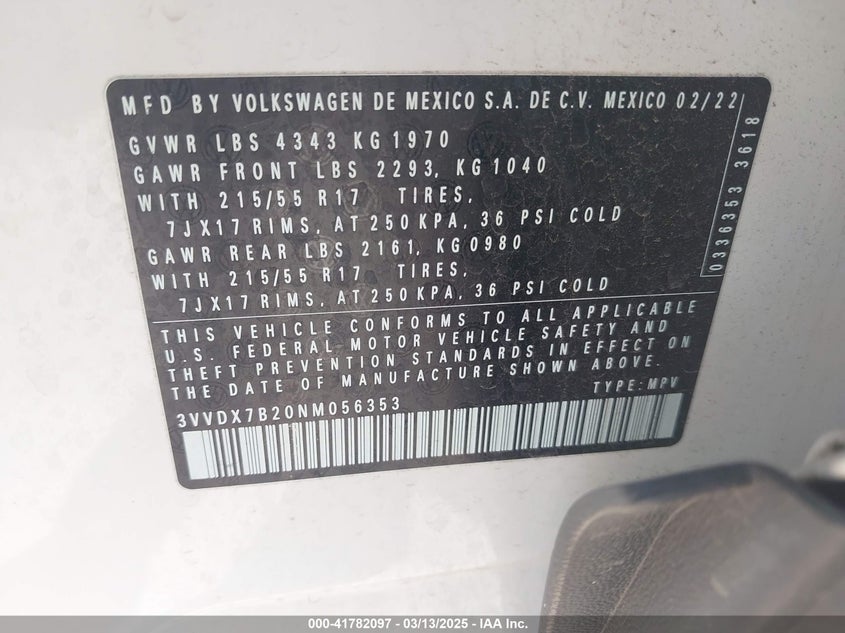 MFD BY VOLKSWAGEN DE MEXICO S.A. DE C.V. MEXICO 02/22
GVWR LBS 4343 KG 1970
GAWR FRONT LBS 2293, KG 1040
WITH 215/55 R17 TIRES,
7JX17 RIMS, AT 250 KPA, 36 PSI COLD
GAWR REAR LBS 2161, KG 0980
WITH 215/55 R17 TIRES,
7JX17 RIMS, AT 250 KPA, 36 PSI COLD
THIS VEHICLE CONFORMS TO ALL APPLICABLE
U.S. FEDERAL MOTOR VEHICLE SAFETY AND
THEFT PREVENTION STANDARDS IN EFFECT ON
THE DATE OF MANUFACTURE SHOWN ABOVE.
TYPE: MPV
3VVDX7B20NM056353
0336353 3618
000-41782097 - 03/13/2025 - IAA Inc.